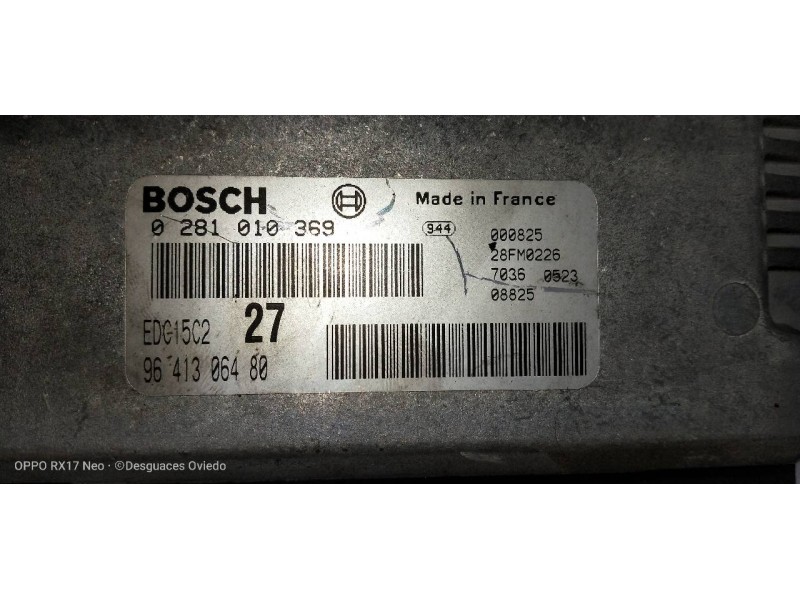 BOSCH Made in France
0 281 010 369 944 000825
28FM0226
7036 0523
08825
EDC15C2 27
96 413 064 80
OPPO RX17 Neo · ©Desguaces Oviedo